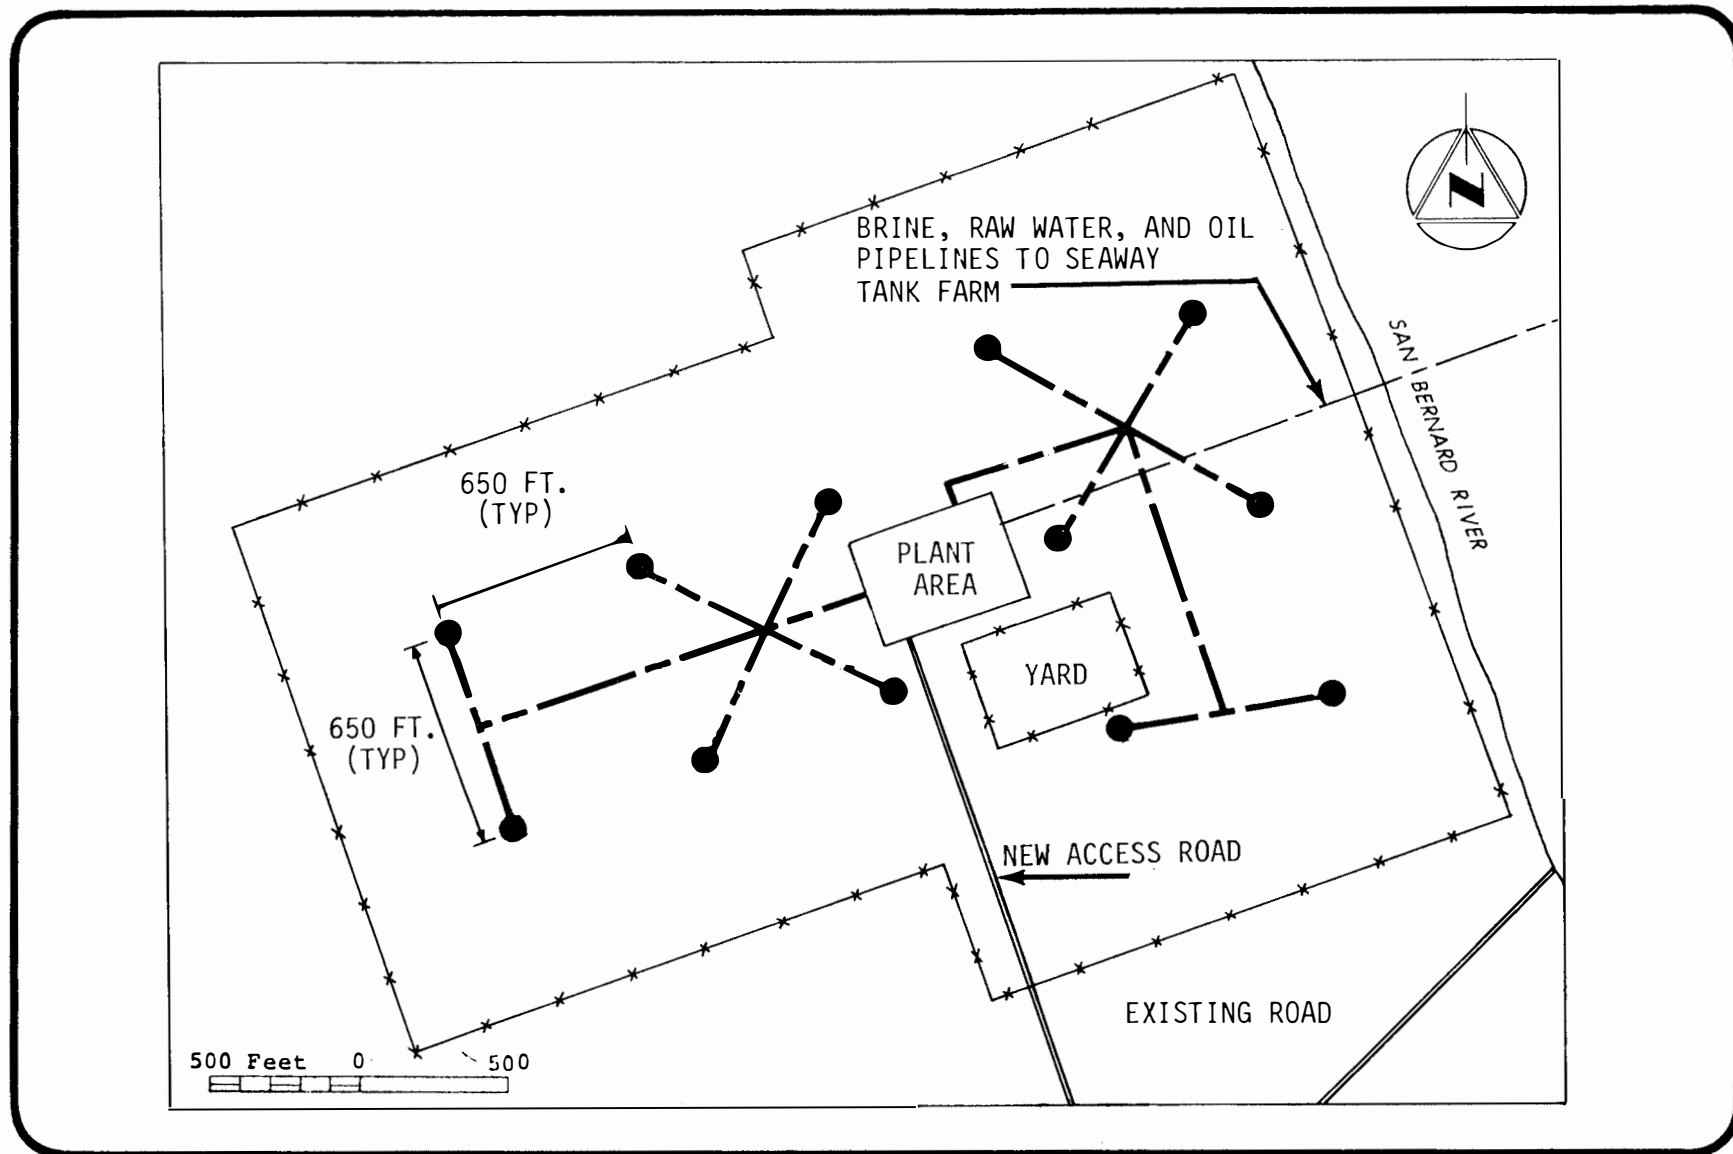 BRINE, RAW WATER, AND OIL
PIPELINES TO SEAWAY
TANK FARM
N
SAN BERNARD RIVER
650 FT.
(TYP)
PLANT
AREA
YARD
650 FT.
(TYP)
NEW ACCESS ROAD
EXISTING ROAD
500 Feet 0 500